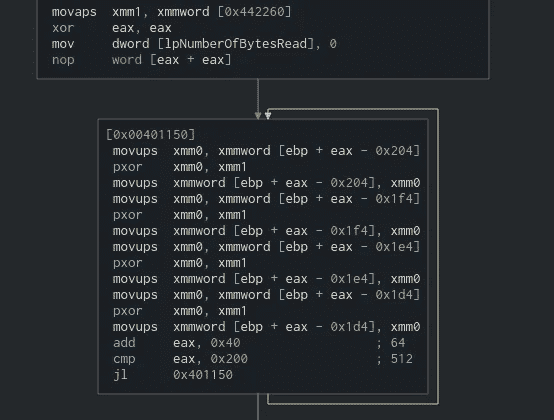 movaps xmm1, xmmword [0x442260]
xor eax, eax
mov dword [lpNumberOfBytesRead], 0
nop word [eax + eax]
[0x00401150]
movups xmm0, xmmword [ebp + eax - 0x204]
pxor xmm0, xmm1
movups xmmword [ebp + eax - 0x204], xmm0
movups xmm0, xmmword [ebp + eax - 0x1f4]
pxor xmm0, xmm1
movups xmmword [ebp + eax - 0x1f4], xmm0
movups xmm0, xmmword [ebp + eax - 0x1e4]
pxor xmm0, xmm1
movups xmmword [ebp + eax - 0x1e4], xmm0
movups xmm0, xmmword [ebp + eax - 0x1d4]
pxor xmm0, xmm1
movups xmmword [ebp + eax - 0x1d4], xmm0
add eax, 0x40 ; 64
cmp eax, 0x200 ; 512
jl 0x401150